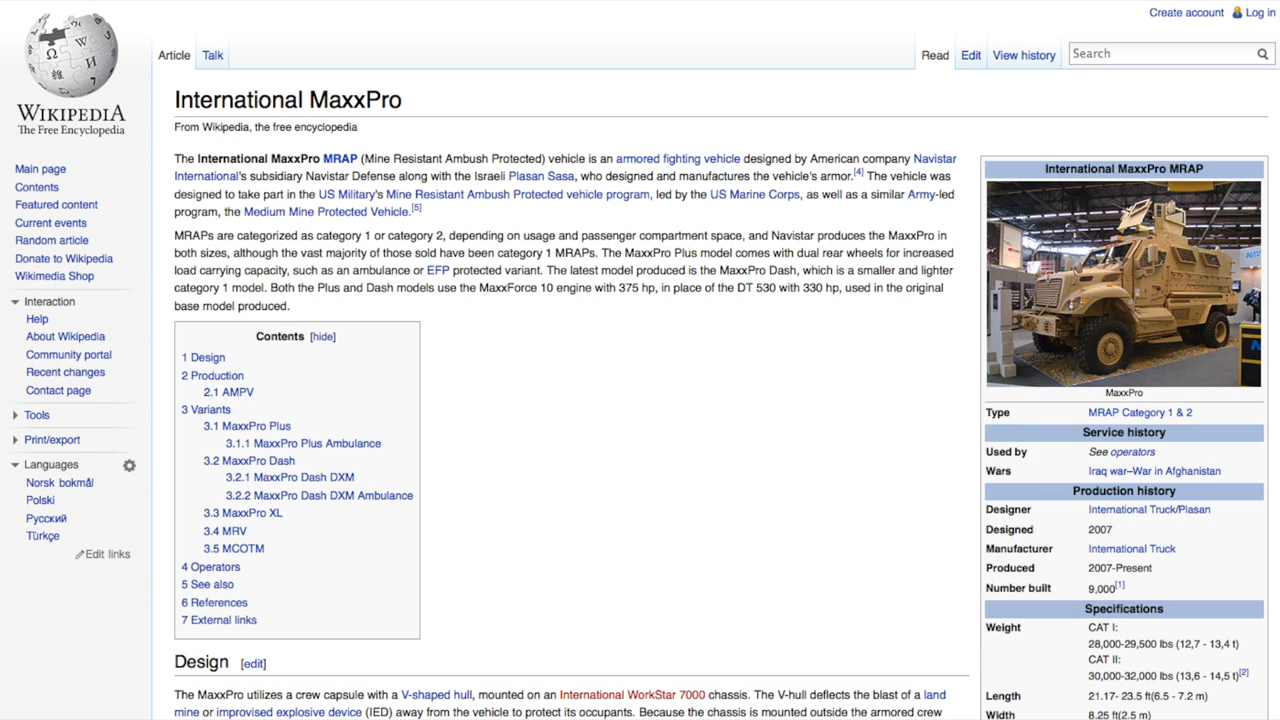 Create account Log in
Article Talk Read Edit View history Search
WIKIPEDIA
The Free Encyclopedia
Main page
Contents
Featured content
Current events
Random article
Donate to Wikipedia
Wikimedia Shop
Interaction
Help
About Wikipedia
Community portal
Recent changes
Contact page
Tools
Print/export
Languages
Norsk bokmål
Polski
Русский
Türkçe
Edit links
International MaxxPro
From Wikipedia, the free encyclopedia
The International MaxxPro MRAP (Mine Resistant Ambush Protected) vehicle is an armored fighting vehicle designed by American company Navistar
International's subsidiary Navistar Defense along with the Israeli Plasan Sasa, who designed and manufactures the vehicle's armor.[4] The vehicle was
designed to take part in the US Military's Mine Resistant Ambush Protected vehicle program, led by the US Marine Corps, as well as a similar Army-led
program, the Medium Mine Protected Vehicle.[5]
MRAPs are categorized as category 1 or category 2, depending on usage and passenger compartment space, and Navistar produces the MaxxPro in
both sizes, although the vast majority of those sold have been category 1 MRAPs. The MaxxPro Plus model comes with dual rear wheels for increased
load carrying capacity, such as an ambulance or EFP protected variant. The latest model produced is the MaxxPro Dash, which is a smaller and lighter
category 1 model. Both the Plus and Dash models use the MaxxForce 10 engine with 375 hp, in place of the DT 530 with 330 hp, used in the original
base model produced.
Contents [hide]
1 Design
2 Production
2.1 AMPV
3 Variants
3.1 MaxxPro Plus
3.1.1 MaxxPro Plus Ambulance
3.2 MaxxPro Dash
3.2.1 MaxxPro Dash DXM
3.2.2 MaxxPro Dash DXM Ambulance
3.3 MaxxPro XL
3.4 MRV
3.5 MCOTM
4 Operators
5 See also
6 References
7 External links
Design [edit]
The MaxxPro utilizes a crew capsule with a V-shaped hull, mounted on an International WorkStar 7000 chassis. The V-hull deflects the blast of a land
mine or improvised explosive device (IED) away from the vehicle to protect its occupants. Because the chassis is mounted outside the armored crew
International MaxxPro MRAP
MaxxPro
Type MRAP Category 1 & 2
Service history
Used by See operators
Wars Iraq war–War in Afghanistan
Production history
Designer International Truck/Plasan
Designed 2007
Manufacturer International Truck
Produced 2007-Present
Number built 9,000[1]
Specifications
Weight CAT I:
28,000-29,500 lbs (12,7 - 13,4 t)
CAT II:
30,000-32,000 lbs (13,6 - 14,5 t)[2]
Length 21.17- 23.5 ft(6.5 - 7.2 m)
Width 8.25 ft(2.5 m)